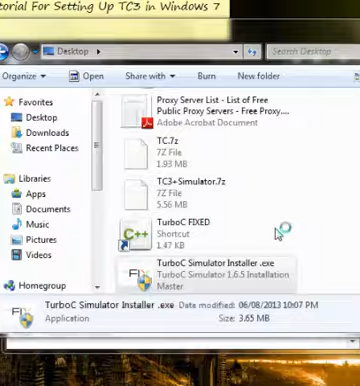 torial For Setting Up TC3 in Windows 7
Desktop
Search Desktop
Organize
Open
Share with
Burn
New folder
Favorites
Desktop
Downloads
Recent Places
Libraries
Apps
Documents
Music
Pictures
Videos
Homegroup
Proxy Server List - List of Free
Public Proxy Servers - Free Proxy....
Adobe Acrobat Document
TC.7z
7Z File
1.93 MB
TC3+Simulator.7z
7Z File
5.56 MB
C++
TurboC FIXED
Shortcut
1.47 KB
FIX
TurboC Simulator Installer .exe
TurboC Simulator 1.6.5 Installation
Master
FIX
TurboC Simulator Installer .exe Date modified: 06/08/2013 10:07 PM
Application Size: 3.65 MB